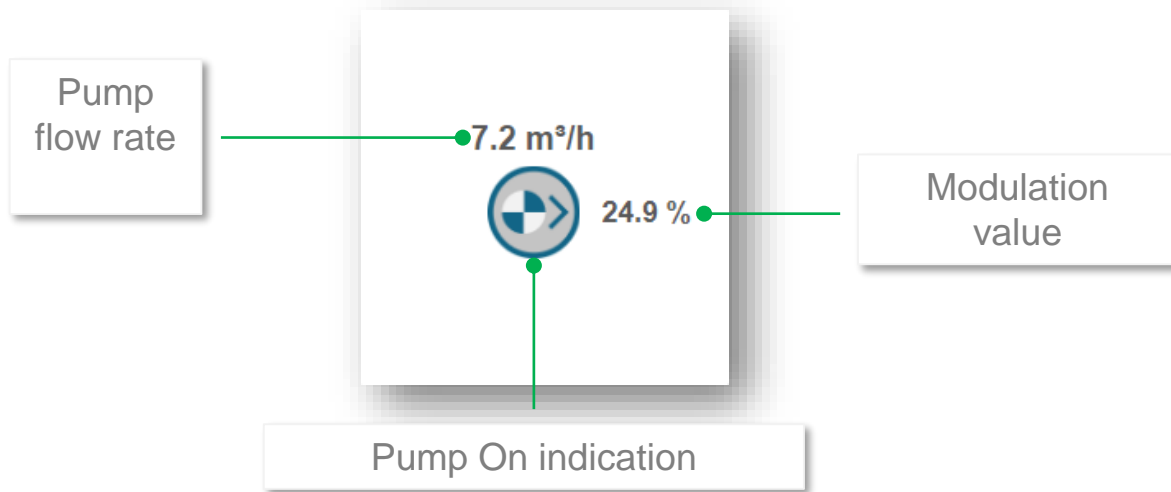 Pump
flow rate
7.2 m³/h
24.9 %
Modulation
value
Pump On indication